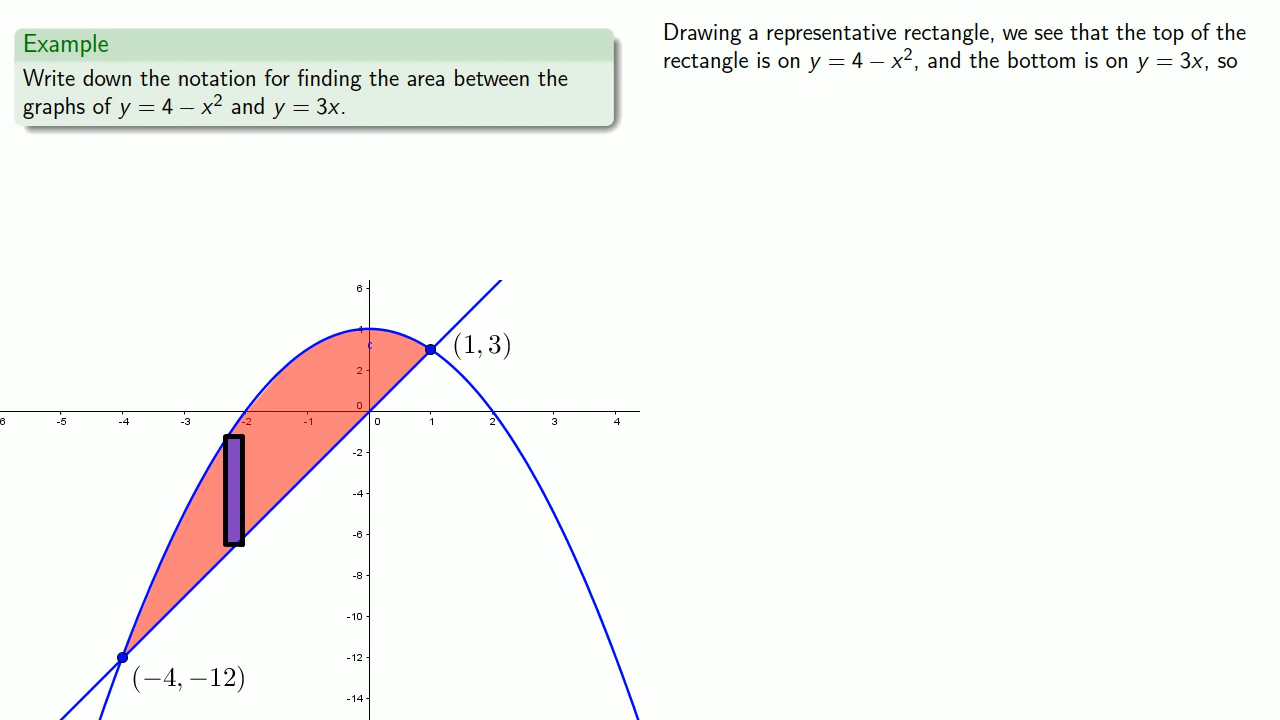 Example
Write down the notation for finding the area between the
graphs of y = 4 − x² and y = 3x.
Drawing a representative rectangle, we see that the top of the
rectangle is on y = 4 − x², and the bottom is on y = 3x, so
6
4
c
(1, 3)
2
0
6 -5 -4 -3 -2 -1 0 1 2 3 4
-2
-4
-6
-8
-10
-12
(−4, −12)
-14